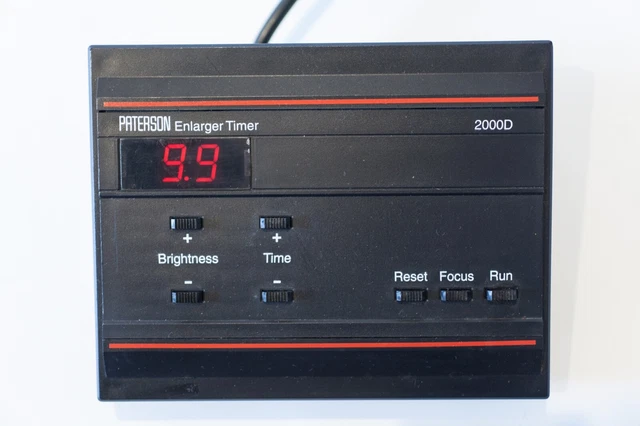 PATERSON Enlarger Timer 2000D
9.9
+ +
Brightness Time
- -
Reset Focus Run